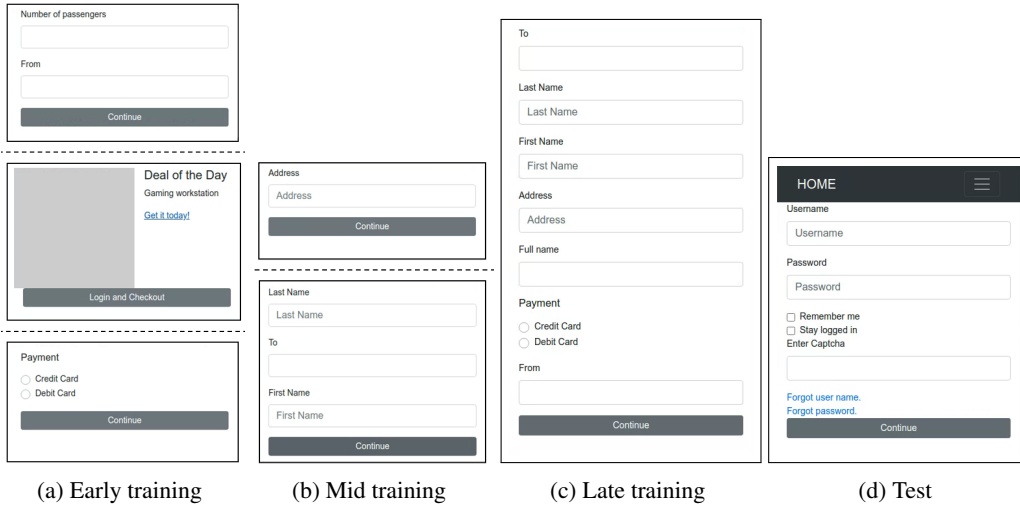 Number of passengers
From
Continue
Deal of the Day
Gaming workstation
Get it today!
Login and Checkout
Payment
Credit Card
Debit Card
Continue
(a) Early training
Address
Address
Continue
Last Name
Last Name
To
First Name
First Name
Continue
(b) Mid training
To
Last Name
Last Name
First Name
First Name
Address
Address
Full name
Payment
Credit Card
Debit Card
From
Continue
(c) Late training
HOME
Username
Username
Password
Password
Remember me
Stay logged in
Enter Captcha
Forgot user name.
Forgot password.
Continue
(d) Test